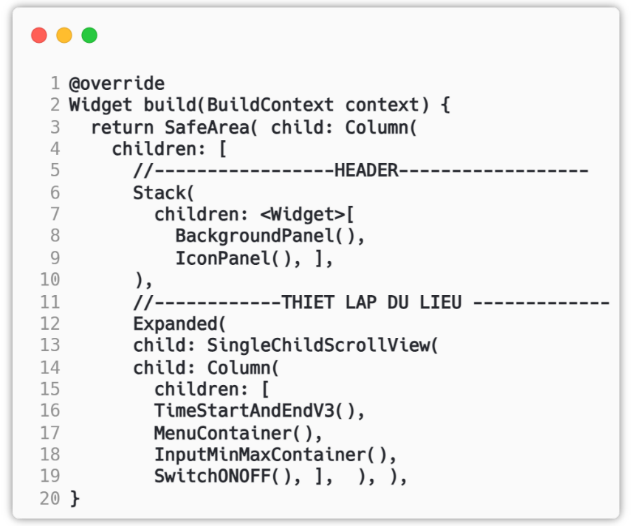 1 @override
2 Widget build(BuildContext context) {
3   return SafeArea( child: Column(
4     children: [
5       //-----------------HEADER------------------
6       Stack(
7         children: <Widget>[
8           BackgroundPanel(),
9           IconPanel(), ],
10       ),
11       //------------THIET LAP DU LIEU -------------
12       Expanded(
13       child: SingleChildScrollView(
14       child: Column(
15         children: [
16         TimeStartAndEndV3(),
17         MenuContainer(),
18         InputMinMaxContainer(),
19         SwitchONOFF(), ],  ), ),
20 }